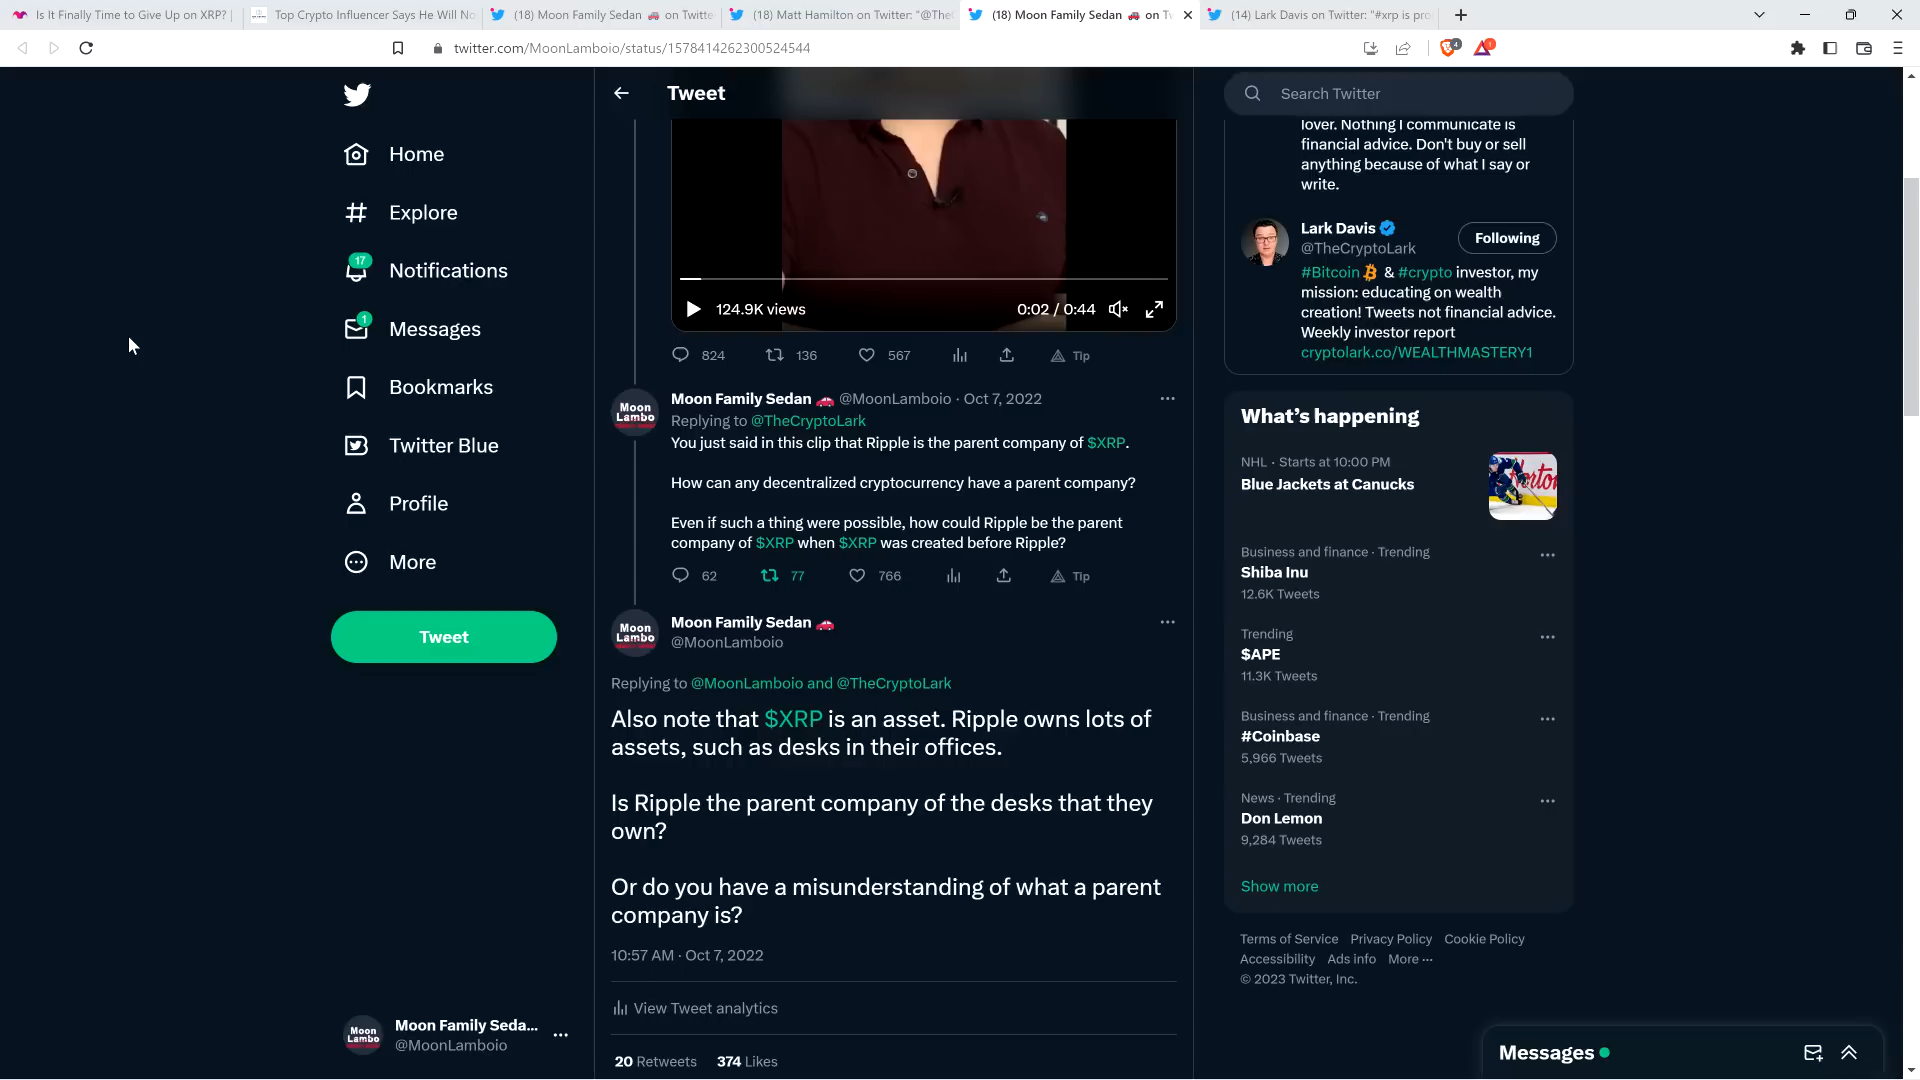 Is It Finally Time to Give Up on XRP? |
Top Crypto Influencer Says He Will No
(18) Moon Family Sedan 🚗 on Twitte
(18) Matt Hamilton on Twitter: "@The
(18) Moon Family Sedan 🚗 on T
(14) Lark Davis on Twitter: "#xrp is pro
twitter.com/MoonLamboio/status/1578414262300524544
4
Home
Explore
17
Notifications
1
Messages
Bookmarks
Twitter Blue
Profile
More
Tweet
Moon Lambo
Moon Family Seda...
@MoonLamboio
Tweet
124.9K views
0:02 / 0:44
824
136
567
Tip
Moon Lambo
Moon Family Sedan 🚗 @MoonLamboio · Oct 7, 2022
Replying to @TheCryptoLark
You just said in this clip that Ripple is the parent company of $XRP.
How can any decentralized cryptocurrency have a parent company?
Even if such a thing were possible, how could Ripple be the parent
company of $XRP when $XRP was created before Ripple?
62
77
766
Tip
Moon Lambo
Moon Family Sedan 🚗
@MoonLamboio
Replying to @MoonLamboio and @TheCryptoLark
Also note that $XRP is an asset. Ripple owns lots of
assets, such as desks in their offices.
Is Ripple the parent company of the desks that they
own?
Or do you have a misunderstanding of what a parent
company is?
10:57 AM · Oct 7, 2022
View Tweet analytics
20 Retweets 374 Likes
Search Twitter
lover. Nothing I communicate is
financial advice. Don't buy or sell
anything because of what I say or
write.
Lark Davis
@TheCryptoLark
Following
#Bitcoin & #crypto investor, my
mission: educating on wealth
creation! Tweets not financial advice.
Weekly investor report
cryptolark.co/WEALTHMASTERY1
What's happening
NHL · Starts at 10:00 PM
Blue Jackets at Canucks
Business and finance · Trending
Shiba Inu
12.6K Tweets
Trending
$APE
11.3K Tweets
Business and finance · Trending
#Coinbase
5,966 Tweets
News · Trending
Don Lemon
9,284 Tweets
Show more
Terms of Service Privacy Policy Cookie Policy
Accessibility Ads info More ···
© 2023 Twitter, Inc.
Messages